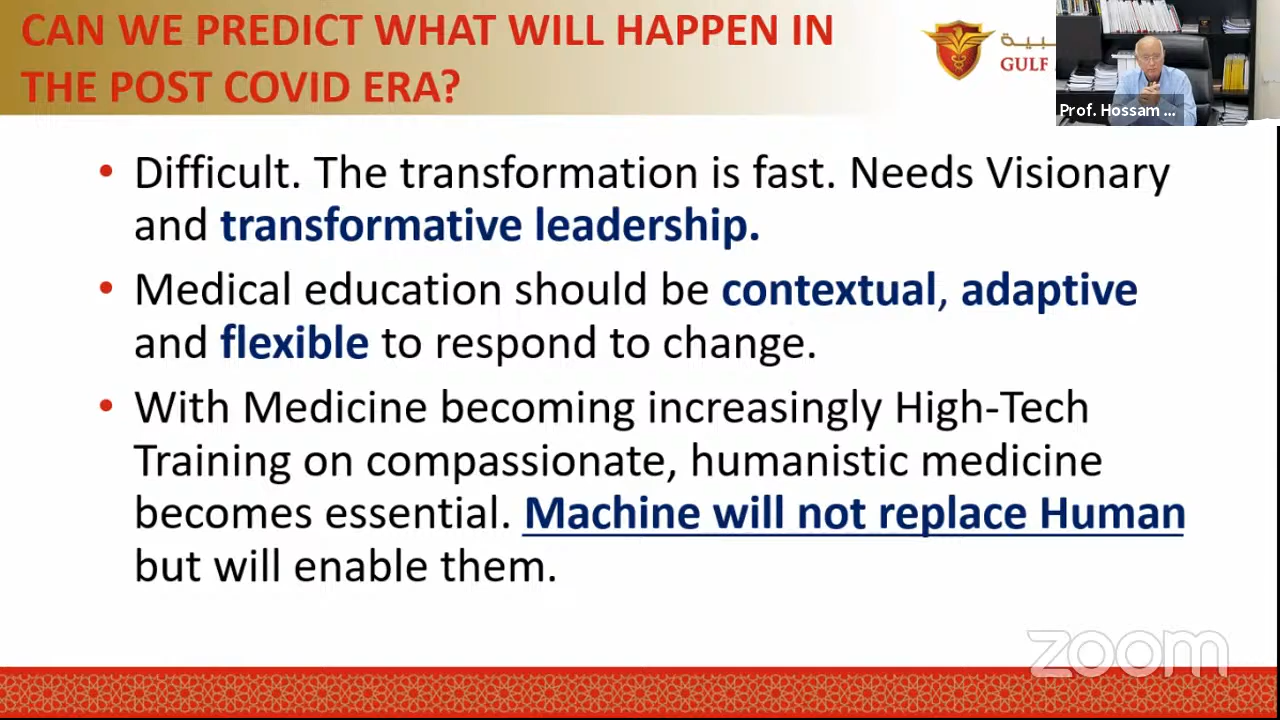 CAN WE PREDICT WHAT WILL HAPPEN IN
THE POST COVID ERA?
GULF
Prof. Hossam ...
• Difficult. The transformation is fast. Needs Visionary
and transformative leadership.
• Medical education should be contextual, adaptive
and flexible to respond to change.
• With Medicine becoming increasingly High-Tech
Training on compassionate, humanistic medicine
becomes essential. Machine will not replace Human
but will enable them.
zoom